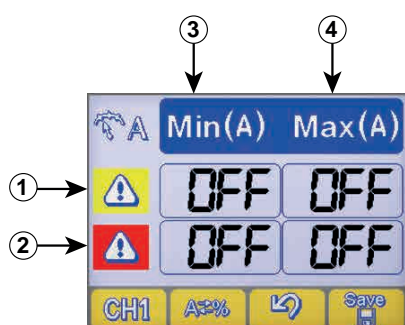 3 4
A Min(A) Max(A)
1 OFF OFF
2 OFF OFF
CH1 A⇄% Save